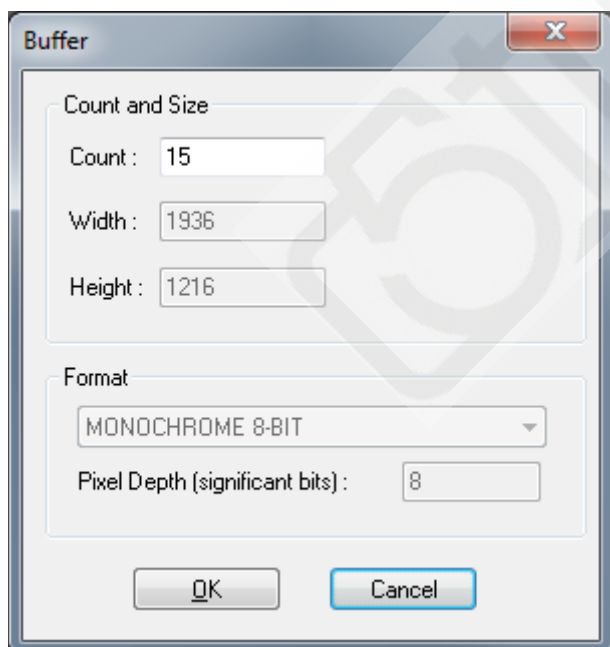 Buffer
Count and Size
Count : 15
Width : 1936
Height : 1216
Format
MONOCHROME 8-BIT
Pixel Depth (significant bits) : 8
OK Cancel